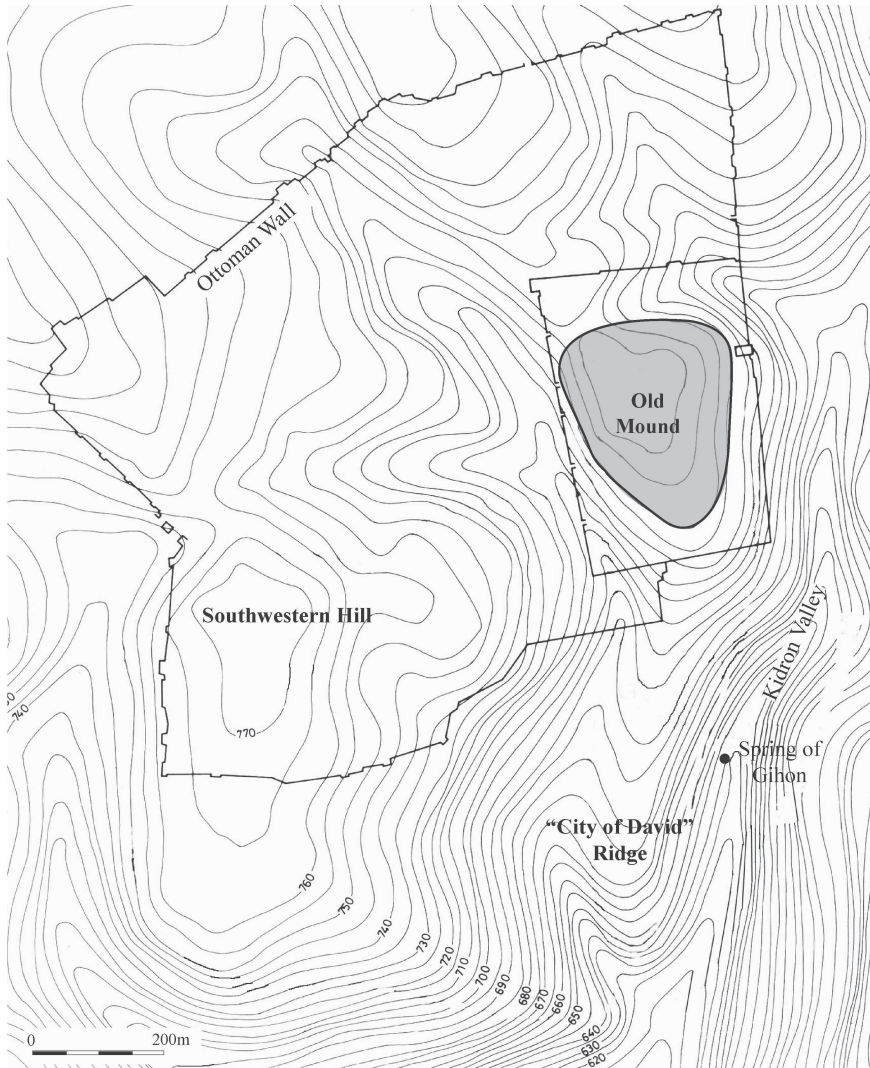 Ottoman Wall
Old
Mound
Southwestern Hill
Kidron Valley
740
770
Spring of
Gihon
“City of David”
Ridge
760
750
740
730
720
710
700
690
680
670
660
650
640
630
620
0 200m